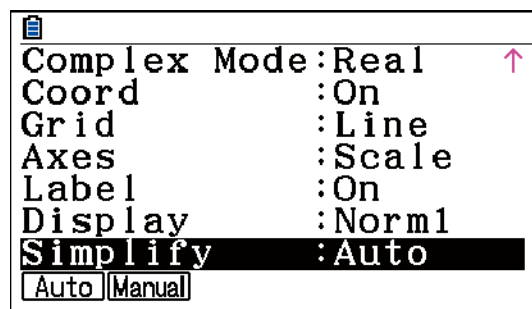 Complex Mode:Real ↑
Coord :On
Grid :Line
Axes :Scale
Label :On
Display :Norm1
Simplify :Auto
Auto Manual